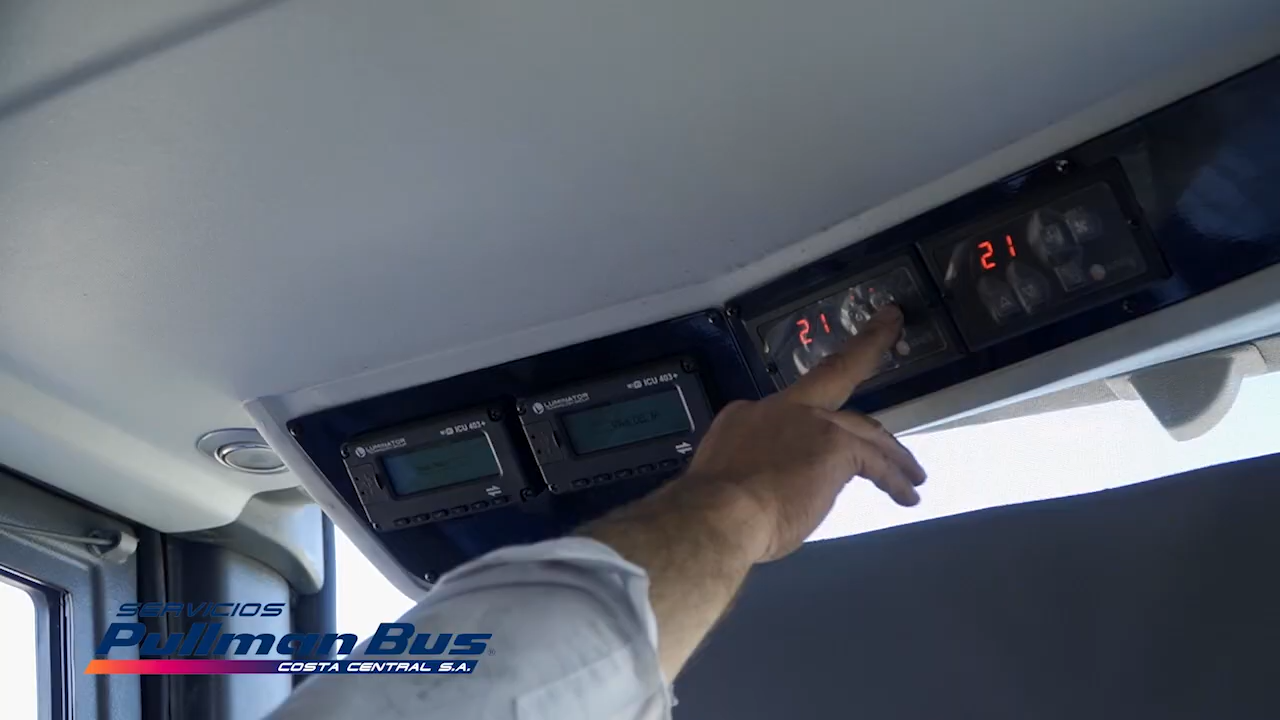 21
21
LUMINATOR
ICU 403+
LUMINATOR
ICU 403+
SERVICIOS
Pullman Bus
COSTA CENTRAL S.A.